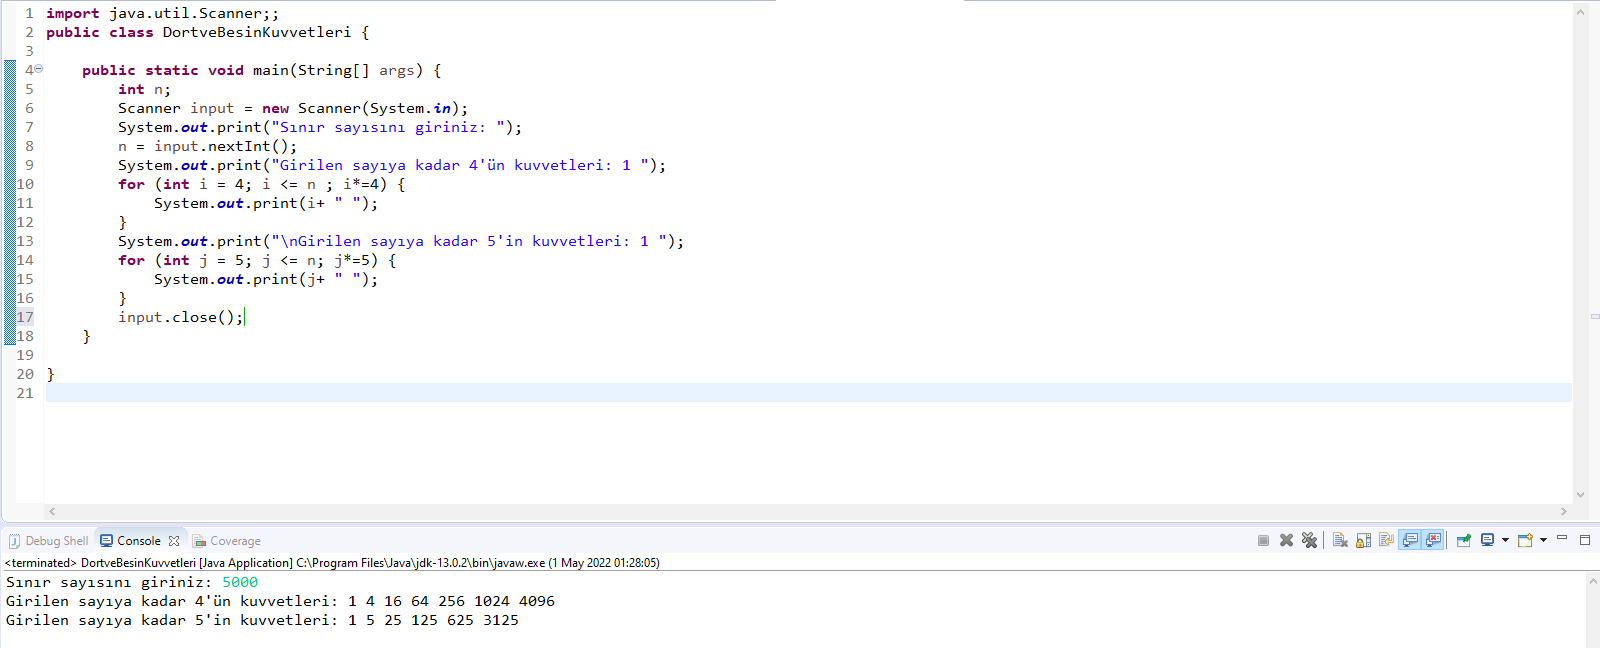 1 import java.util.Scanner;;
2 public class DortveBesinKuvvetleri {
3
4 public static void main(String[] args) {
5 int n;
6 Scanner input = new Scanner(System.in);
7 System.out.print("Sınır sayısını giriniz: ");
8 n = input.nextInt();
9 System.out.print("Girilen sayıya kadar 4'ün kuvvetleri: 1 ");
10 for (int i = 4; i <= n ; i*=4) {
11 System.out.print(i+ " ");
12 }
13 System.out.print("\nGirilen sayıya kadar 5'in kuvvetleri: 1 ");
14 for (int j = 5; j <= n; j*=5) {
15 System.out.print(j+ " ");
16 }
17 input.close();
18 }
19
20 }
21
Debug Shell Console Coverage
<terminated> DortveBesinKuvvetleri [Java Application] C:\Program Files\Java\jdk-13.0.2\bin\javaw.exe (1 May 2022 01:28:05)
Sınır sayısını giriniz: 5000
Girilen sayıya kadar 4'ün kuvvetleri: 1 4 16 64 256 1024 4096
Girilen sayıya kadar 5'in kuvvetleri: 1 5 25 125 625 3125